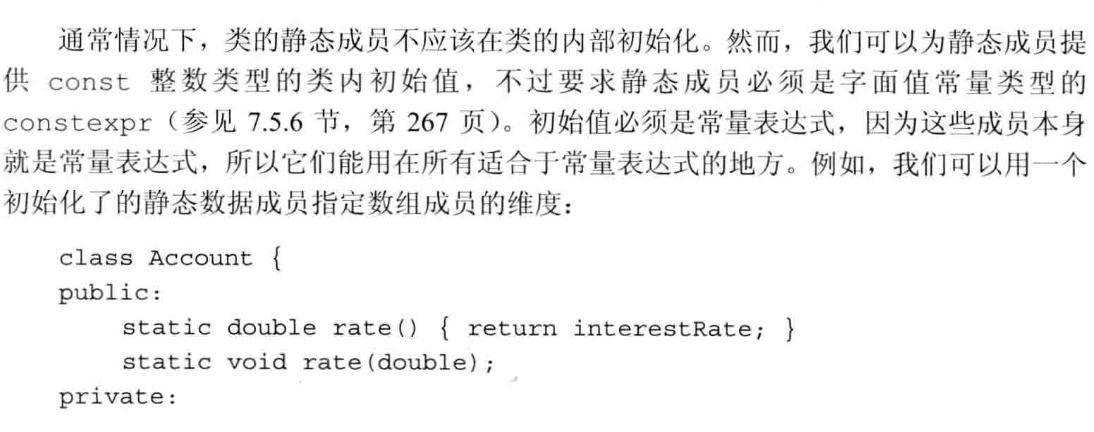 通常情况下，类的静态成员不应该在类的内部初始化。然而，我们可以为静态成员提
供 const 整数类型的类内初始值，不过要求静态成员必须是字面值常量类型的
constexpr（参见 7.5.6 节，第 267 页）。初始值必须是常量表达式，因为这些成员本身
就是常量表达式，所以它们能用在所有适合于常量表达式的地方。例如，我们可以用一个
初始化了的静态数据成员指定数组成员的维度：
class Account {
public:
    static double rate() { return interestRate; }
    static void rate(double);
private: